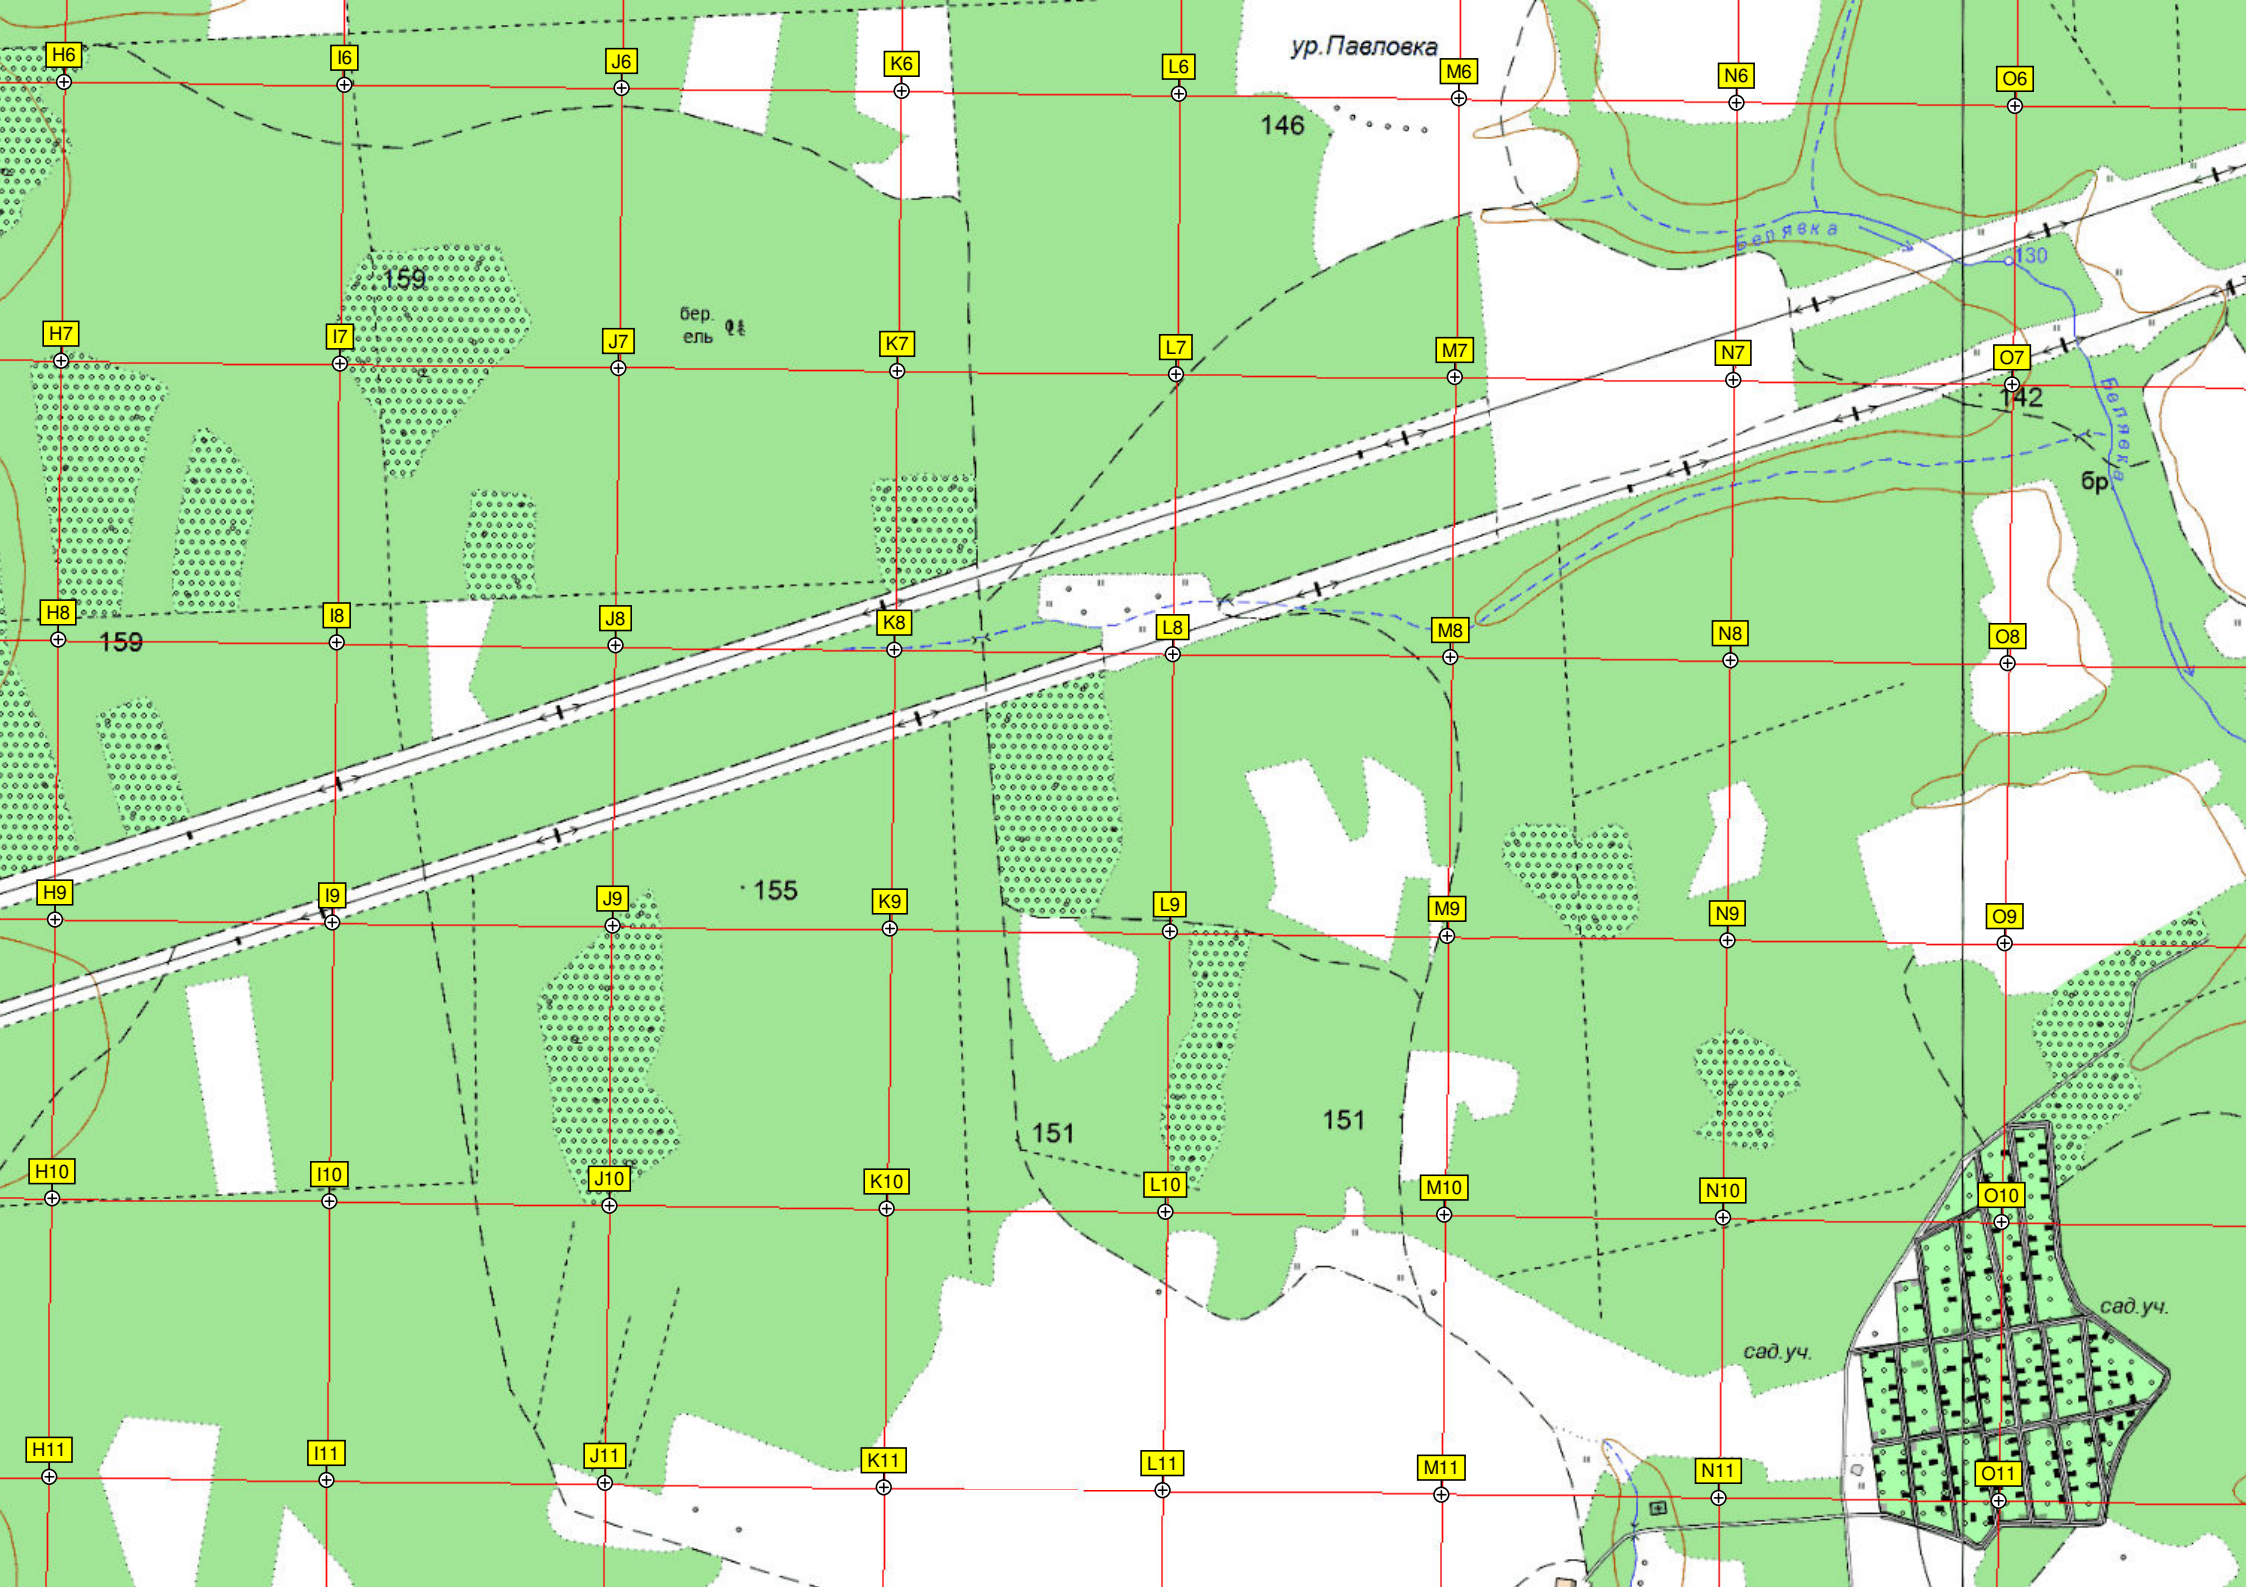 ур.Павловка
H6 I6 J6 K6 L6 M6 N6 O6
146
Белявка
130
159
бер.
ель
H7 I7 J7 K7 L7 M7 N7 O7
142
Белявка
бр.
H8 I8 J8 K8 L8 M8 N8 O8
159
H9 I9 J9 K9 L9 M9 N9 O9
155
151
151
H10 I10 J10 K10 L10 M10 N10 O10
сад.уч.
сад.уч.
H11 I11 J11 K11 L11 M11 N11 O11